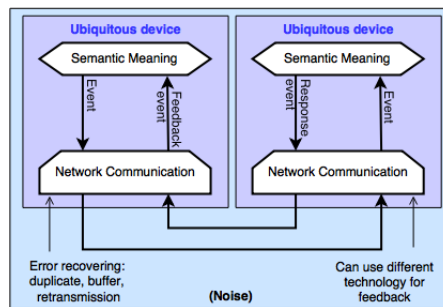 Ubiquitous device
Semantic Meaning
Event
Feedback
event
Network Communication
Ubiquitous device
Semantic Meaning
Response
event
Event
Network Communication
Error recovering:
duplicate, buffer,
retransmission
(Noise)
Can use different
technology for
feedback